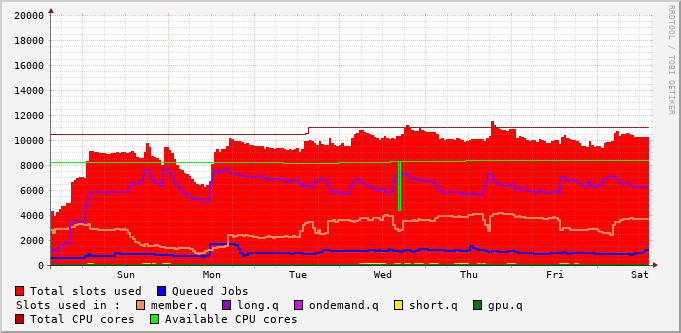 RRDTOOL / TOBI OETIKER
20000
18000
16000
14000
12000
10000
8000
6000
4000
2000
0
Sun Mon Tue Wed Thu Fri Sat
Total slots used Queued Jobs
Slots used in : member.q long.q ondemand.q short.q gpu.q
Total CPU cores Available CPU cores